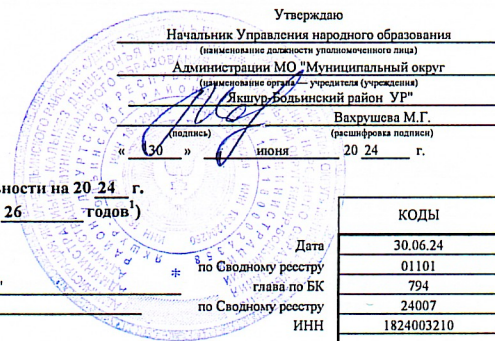 Утверждаю
Начальник Управления народного образования
(наименование должности уполномоченного лица)
Администрации МО "Муниципальный округ
(наименование органа — учредителя (учреждения)
Якшур-Бодьинский район УР"
Вахрушева М.Г.
(подпись) (расшифровка подписи)
« 30 » июня 20 24 г.
ьности на 20 24 г.
26 годов¹)
КОДЫ
Дата 30.06.24
по Сводному реестру 01101
глава по БК 794
по Сводному реестру 24007
ИНН 1824003210